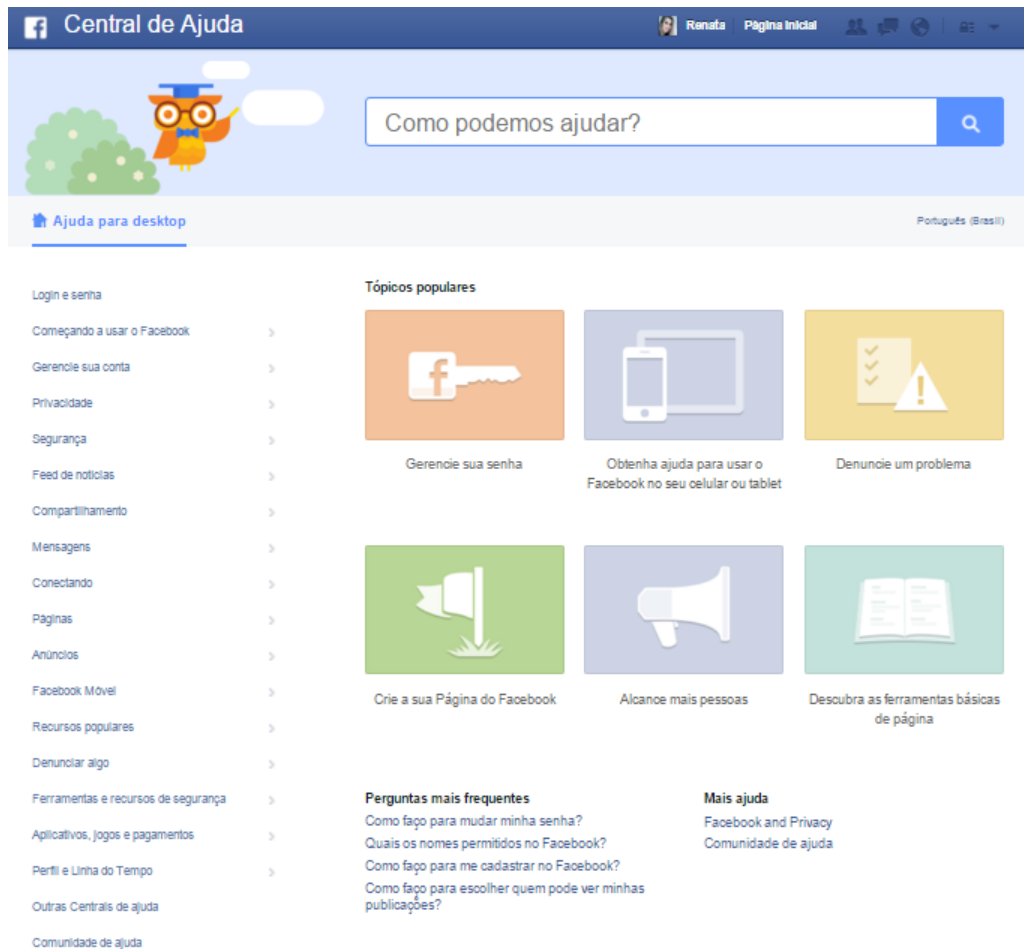 Central de Ajuda
Renata
Página Inicial
Como podemos ajudar?
Ajuda para desktop
Português (Brasil)
Login e senha
Começando a usar o Facebook
Gerencie sua conta
Privacidade
Segurança
Feed de notícias
Compartilhamento
Mensagens
Conectando
Páginas
Anúncios
Facebook Móvel
Recursos populares
Denunciar algo
Ferramentas e recursos de segurança
Aplicativos, jogos e pagamentos
Perfil e Linha do Tempo
Outras Centrais de ajuda
Comunidade de ajuda
Tópicos populares
Gerencie sua senha
Obtenha ajuda para usar o
Facebook no seu celular ou tablet
Denuncie um problema
Crie a sua Página do Facebook
Alcance mais pessoas
Descubra as ferramentas básicas
de página
Perguntas mais frequentes
Como faço para mudar minha senha?
Quais os nomes permitidos no Facebook?
Como faço para me cadastrar no Facebook?
Como faço para escolher quem pode ver minhas
publicações?
Mais ajuda
Facebook and Privacy
Comunidade de ajuda